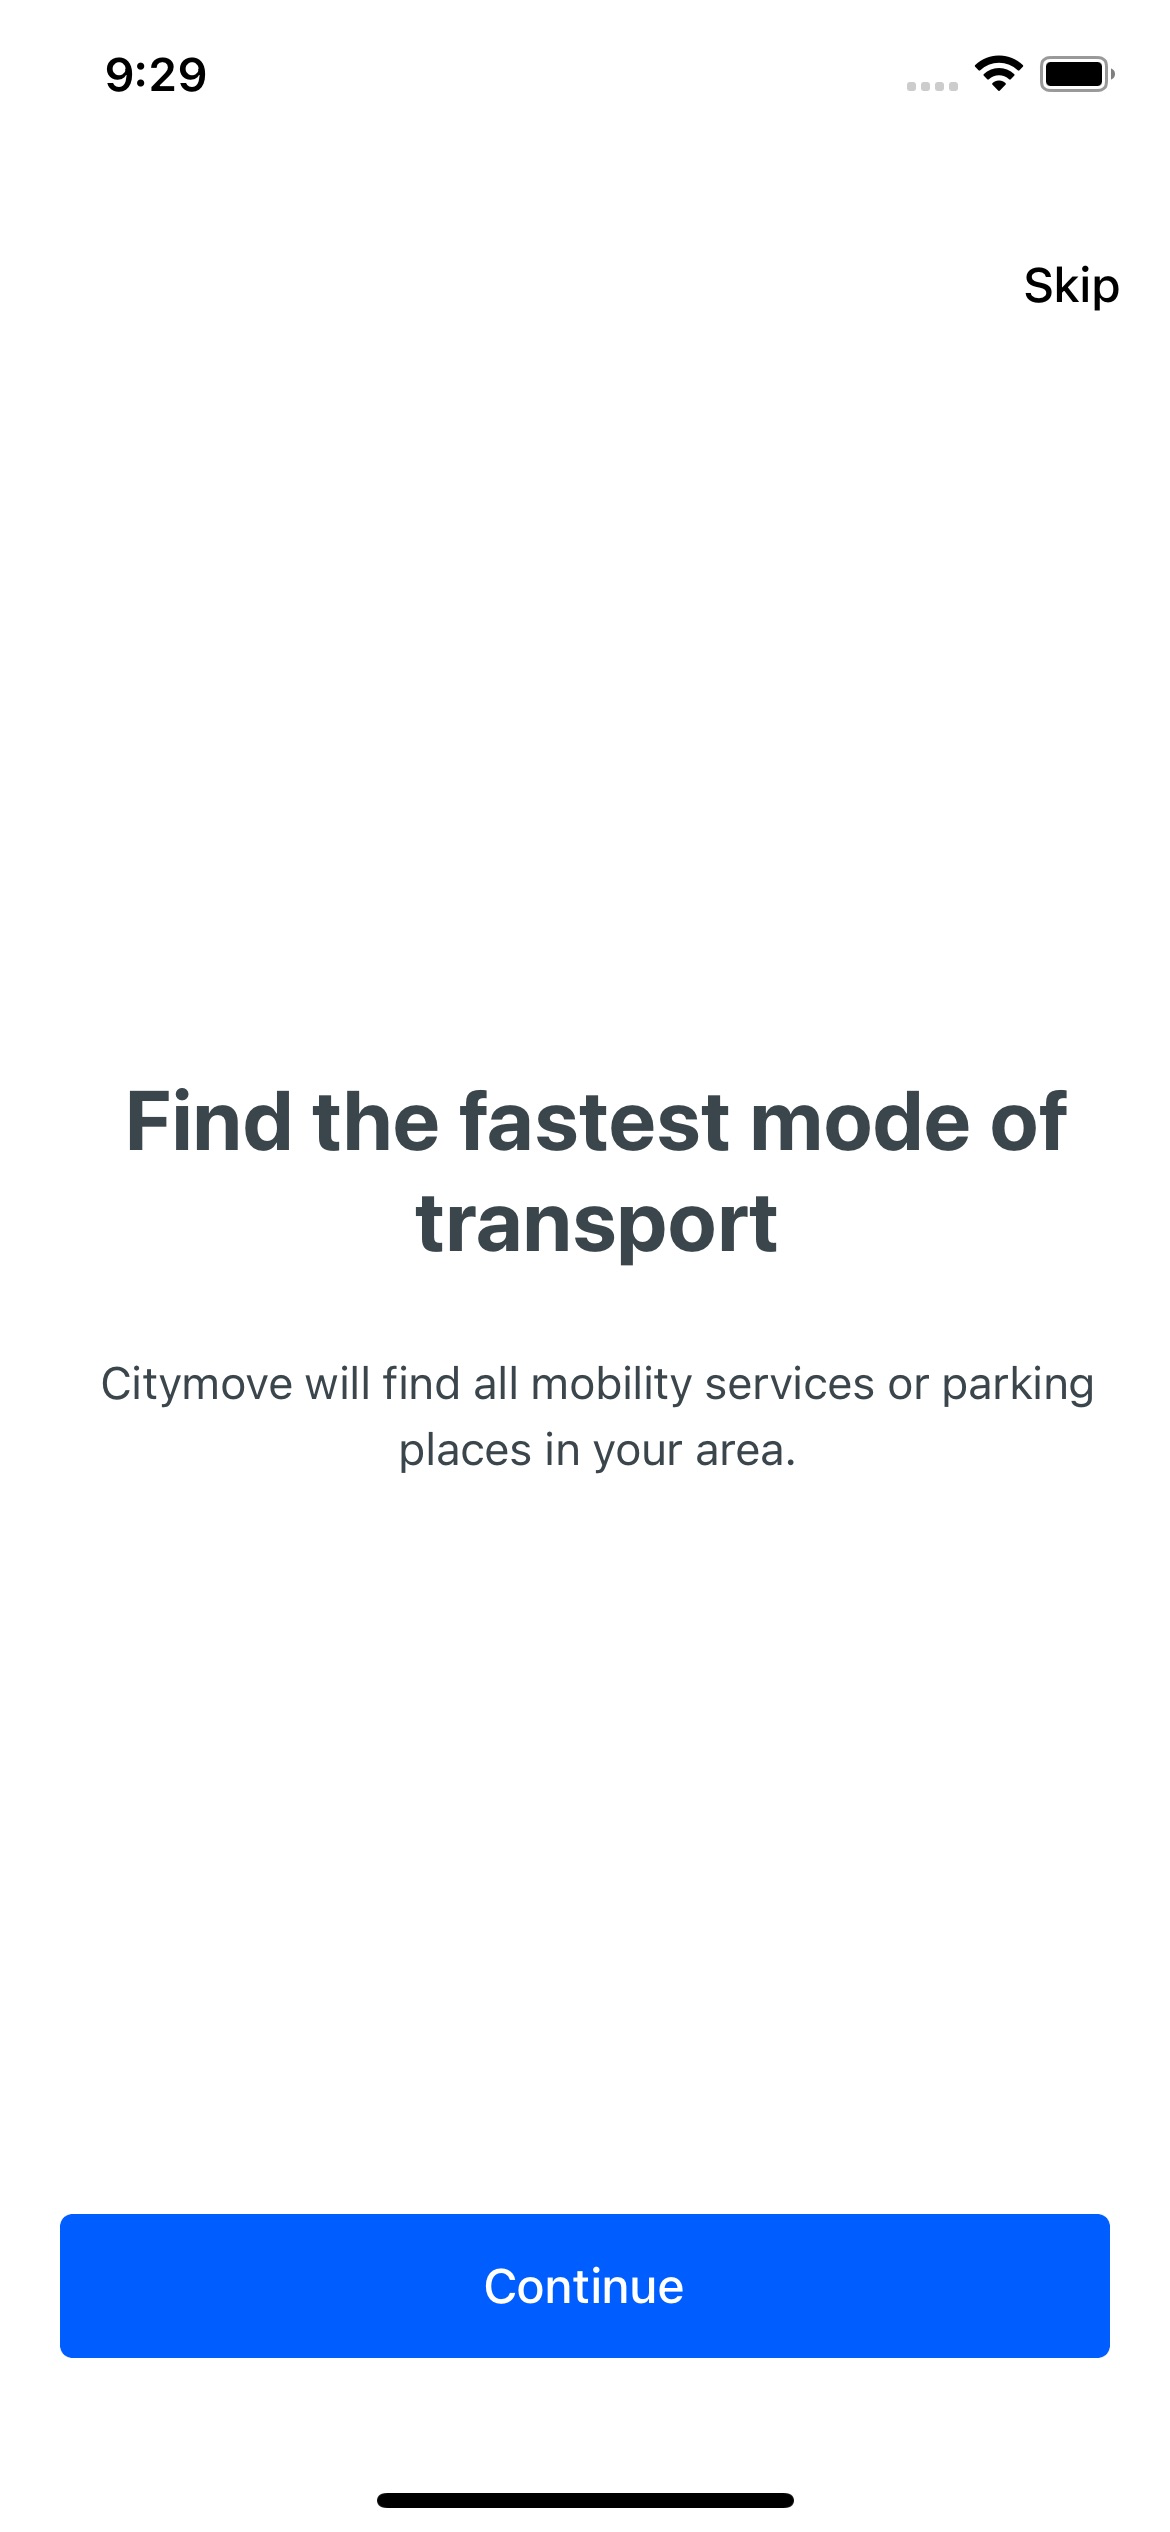 9:29
Skip
Find the fastest mode of
transport
Citymove will find all mobility services or parking
places in your area.
Continue